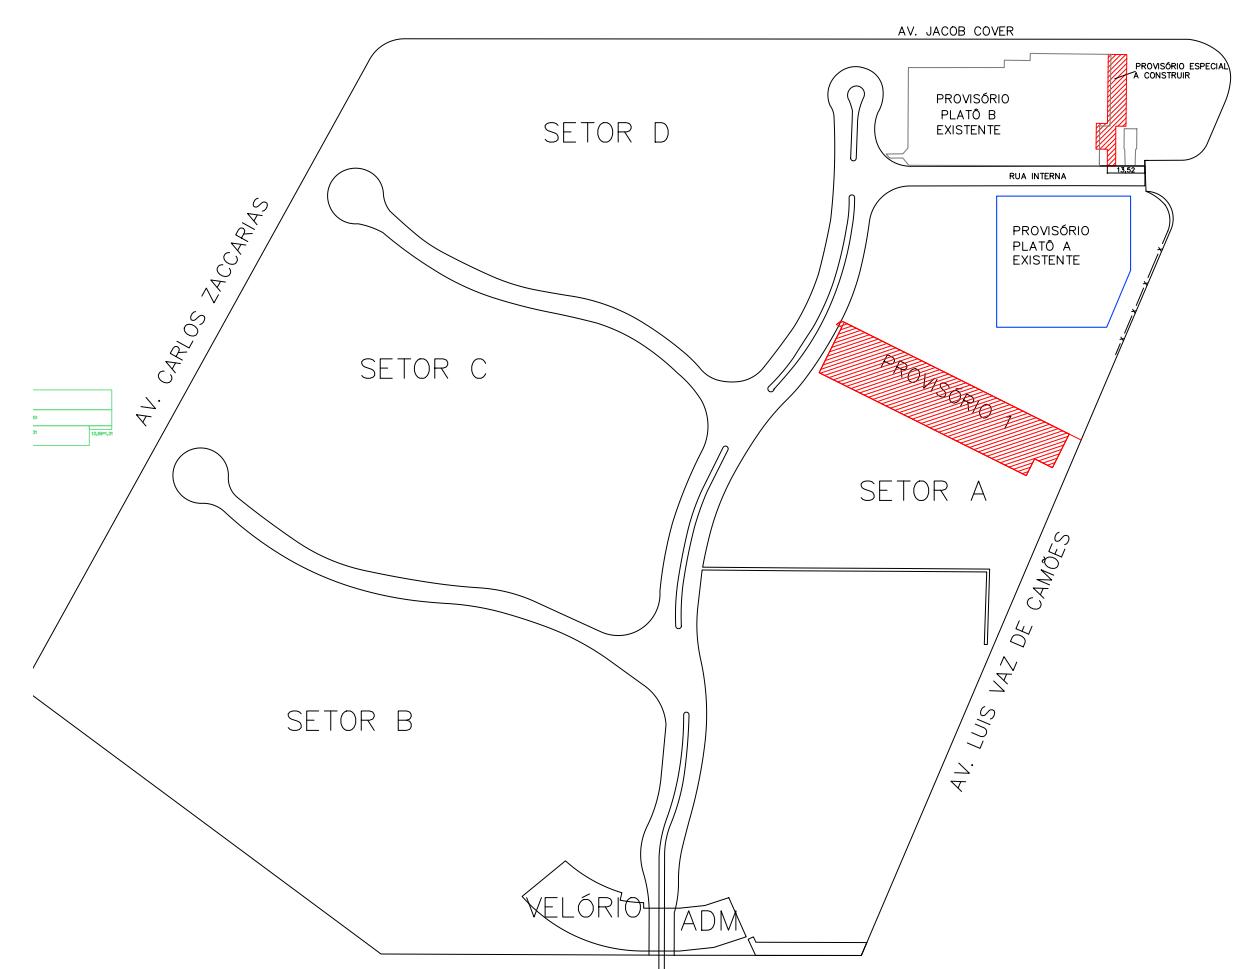 AV. JACOB COVER
PROVISÓRIO ESPECIAL
A CONSTRUIR
PROVISÓRIO
PLATÔ B
EXISTENTE
SETOR D
13,52
RUA INTERNA
PROVISÓRIO
PLATÔ A
EXISTENTE
AV. CARLOS ZACCARIAS
SETOR C
PROVISÓRIO 1
SETOR A
AV. LUIS VAZ DE CAMÕES
SETOR B
VELÓRIO
ADM